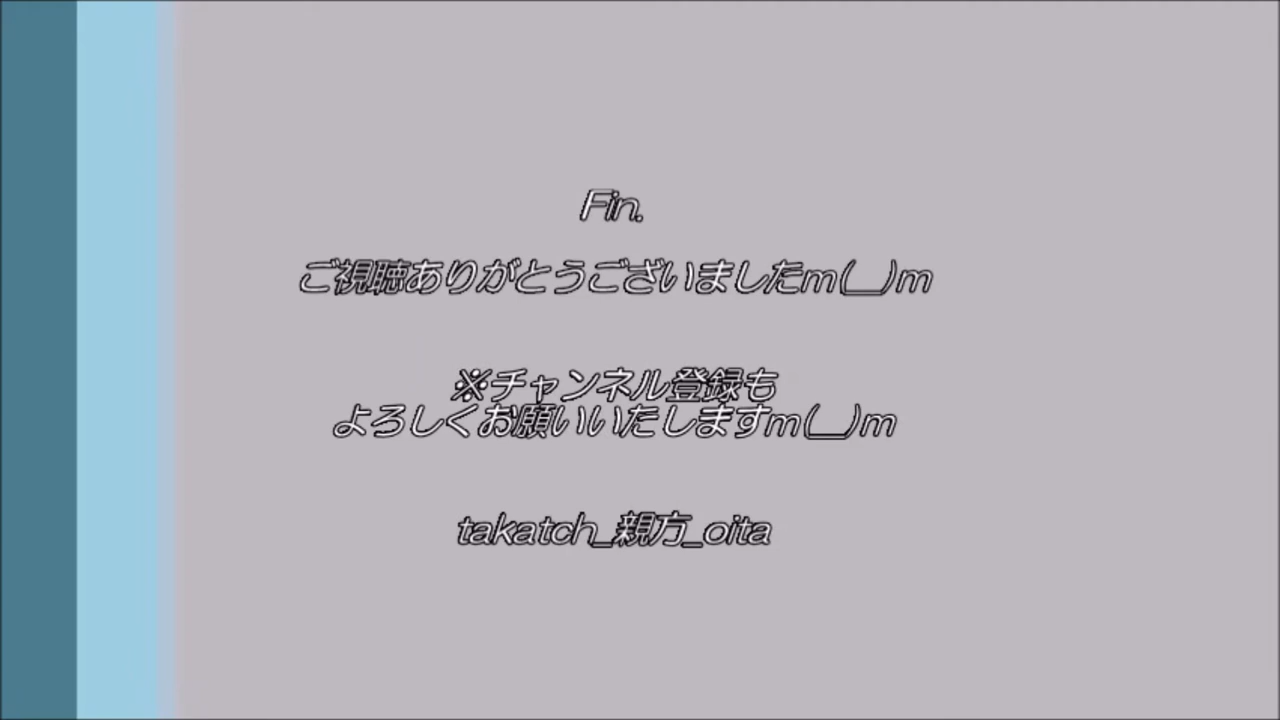 Fin.
ご視聴ありがとうございましたm(__)m
※チャンネル登録も
よろしくお願いいたしますm(__)m
takatch_親方_oita